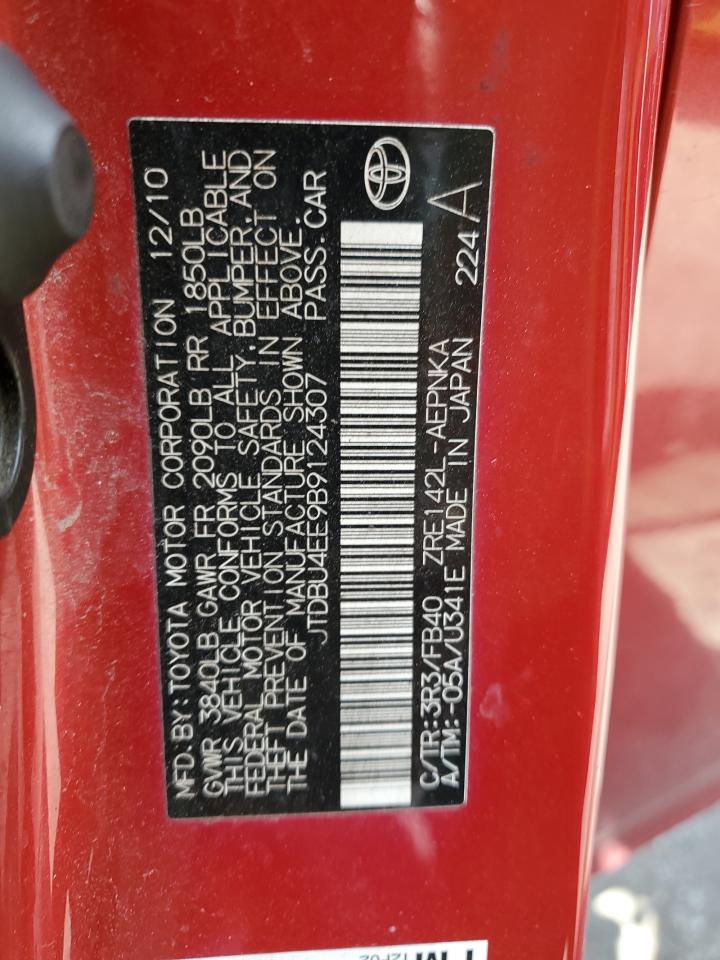 MFD.BY:TOYOTA MOTOR CORPORATION 12/10
GVWR 3840LB GAWR FR 2090LB RR 1850LB
THIS VEHICLE CONFORMS TO ALL APPLICABLE
FEDERAL MOTOR VEHICLE SAFETY,BUMPER,AND
THEFT PREVENTION STANDARDS IN EFFECT ON
THE DATE OF MANUFACTURE SHOWN ABOVE.
JTDBU4EE9B9124307 PASS.CAR
C/TR:3R3/FB40 ZRE142L-AEPNKA
A/TM:-05A/U341E MADE IN JAPAN 224 A